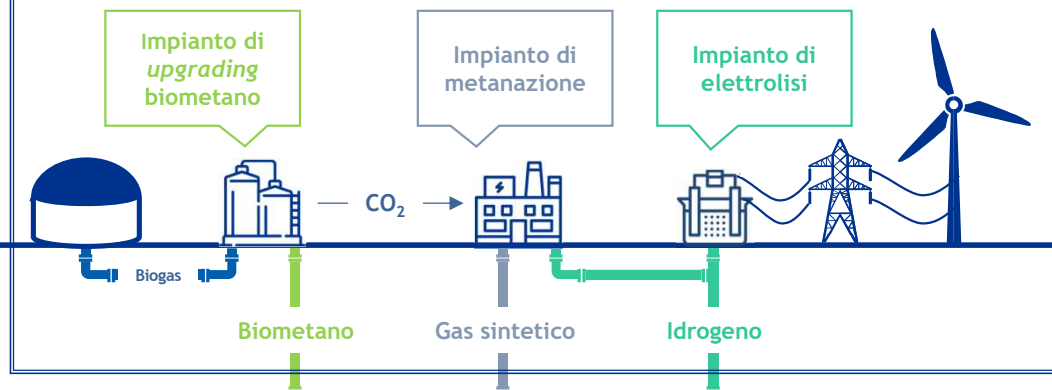 Impianto di
upgrading
biometano
Impianto di
metanazione
Impianto di
elettrolisi
CO₂
Biogas
Biometano
Gas sintetico
Idrogeno